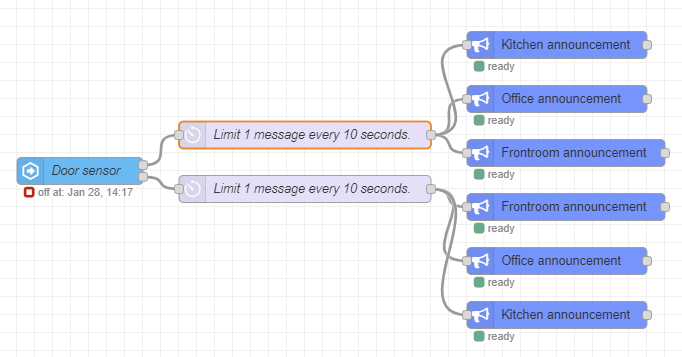 Kitchen announcement
ready
Office announcement
ready
Limit 1 message every 10 seconds.
Frontroom announcement
ready
Door sensor
off at: Jan 28, 14:17
Limit 1 message every 10 seconds.
Frontroom announcement
ready
Office announcement
ready
Kitchen announcement
ready